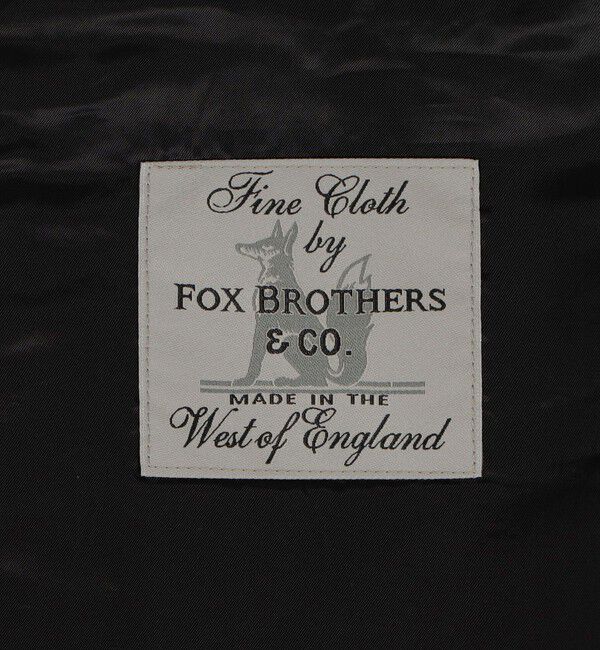 Fine Cloth
by
FOX BROTHERS
& CO.
MADE IN THE
West of England